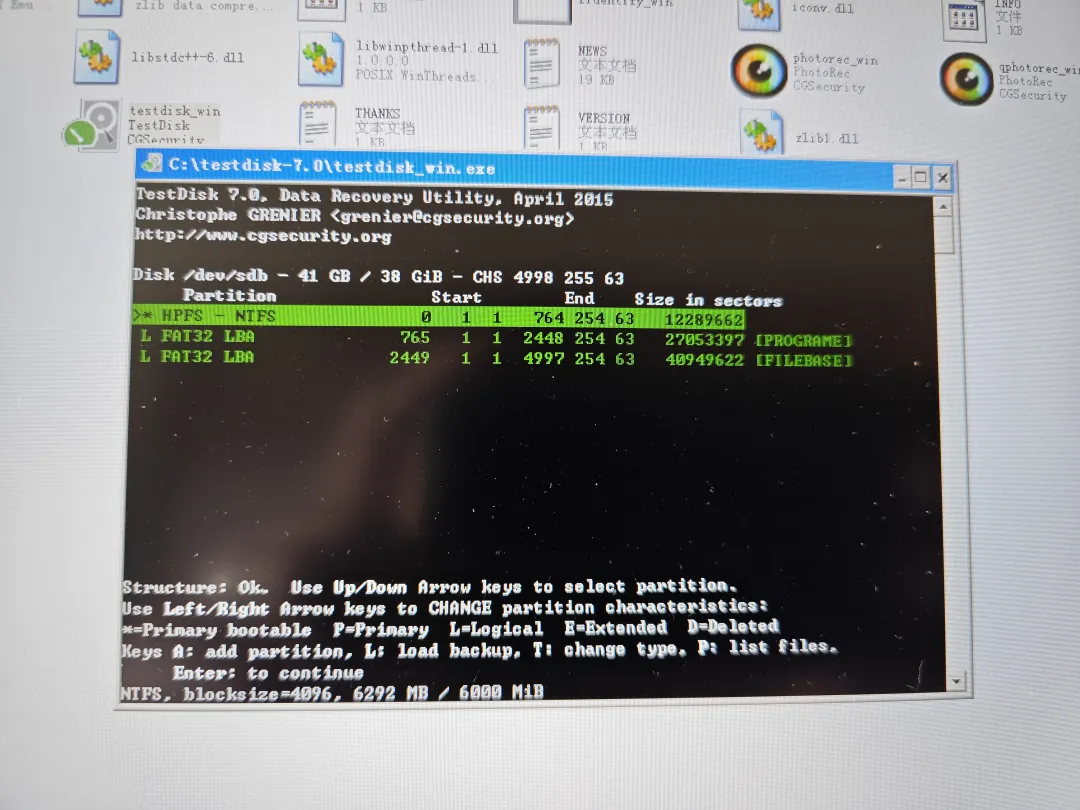 zlib data compre...
1 KB
iconv.dll
INFO
文件
1 KB
libstdc++-6.dll
libwinpthread-1.dll
1.0.0.0
POSIX WinThreads...
NEWS
文本文档
19 KB
photorec_win
PhotoRec
CGSecurity
qphotorec_win
PhotoRec
CGSecurity
testdisk_win
TestDisk
CGSecurity
THANKS
文本文档
1 KB
VERSION
文本文档
1 KB
zlib1.dll
C:\testdisk-7.0\testdisk_win.exe
TestDisk 7.0, Data Recovery Utility, April 2015
Christophe GRENIER <grenier@cgsecurity.org>
http://www.cgsecurity.org
Disk /dev/sdb - 41 GB / 38 GiB - CHS 4998 255 63
Partition Start End Size in sectors
>* HPFS - NTFS 0 1 1 764 254 63 12289662
L FAT32 LBA 765 1 1 2448 254 63 27053397 [PROGRAME]
L FAT32 LBA 2449 1 1 4997 254 63 40949622 [FILEBASE]
Structure: Ok. Use Up/Down Arrow keys to select partition.
Use Left/Right Arrow keys to CHANGE partition characteristics:
*=Primary bootable P=Primary L=Logical E=Extended D=Deleted
Keys A: add partition, L: load backup, T: change type, P: list files,
Enter: to continue
NTFS, blocksize=4096, 6292 MB / 6000 MiB